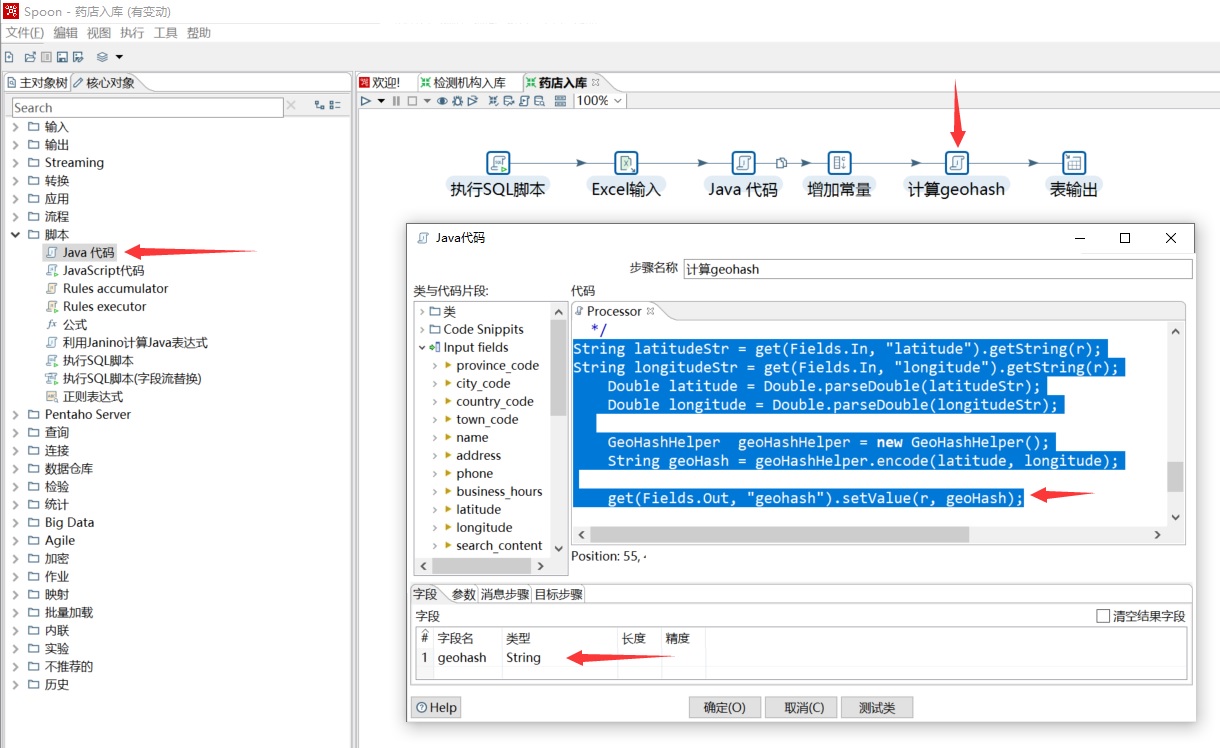 Spoon - 药店入库 (有变动)
文件(F) 编辑 视图 执行 工具 帮助
主对象树 核心对象
Search
输入
输出
Streaming
转换
应用
流程
脚本
Java 代码
JavaScript代码
Rules accumulator
Rules executor
公式
利用Janino计算Java表达式
执行SQL脚本
执行SQL脚本(字段流替换)
正则表达式
Pentaho Server
查询
连接
数据仓库
检验
统计
Big Data
Agile
加密
作业
映射
批量加载
内联
实验
不推荐的
历史
欢迎! 检测机构入库 药店入库
100%
执行SQL脚本 Excel输入 Java 代码 增加常量 计算geohash 表输出
Java代码
步骤名称 计算geohash
类与代码片段:
类
Code Snippits
Input fields
province_code
city_code
country_code
town_code
name
address
phone
business_hours
latitude
longitude
search_content
代码
Processor
*/
String latitudeStr = get(Fields.In, "latitude").getString(r);
String longitudeStr = get(Fields.In, "longitude").getString(r);
Double latitude = Double.parseDouble(latitudeStr);
Double longitude = Double.parseDouble(longitudeStr);
GeoHashHelper  geoHashHelper = new GeoHashHelper();
String geoHash = geoHashHelper.encode(latitude, longitude);
get(Fields.Out, "geohash").setValue(r, geoHash);
Position: 55, ·
字段 参数 消息步骤 目标步骤
字段 清空结果字段
# 字段名 类型 长度 精度
1 geohash String
Help 确定(O) 取消(C) 测试类